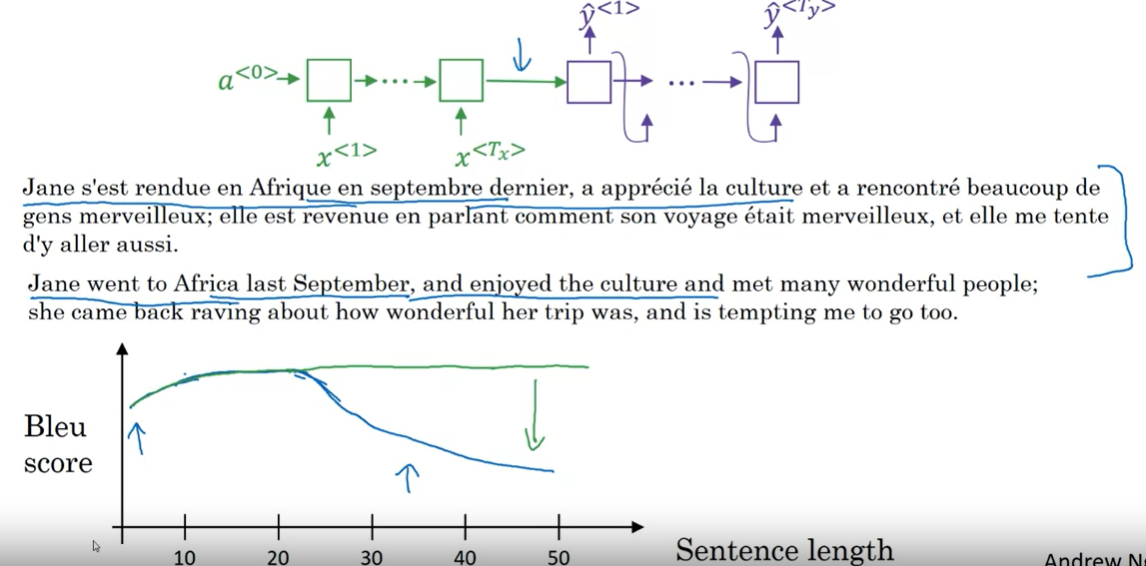 ŷ<1> ŷ<Ty>
a<0> ... ...
x<1> x<Tx>
Jane s'est rendue en Afrique en septembre dernier, a apprécié la culture et a rencontré beaucoup de
gens merveilleux; elle est revenue en parlant comment son voyage était merveilleux, et elle me tente
d'y aller aussi.
Jane went to Africa last September, and enjoyed the culture and met many wonderful people;
she came back raving about how wonderful her trip was, and is tempting me to go too.
Bleu
score
10 20 30 40 50
Sentence length
Andrew